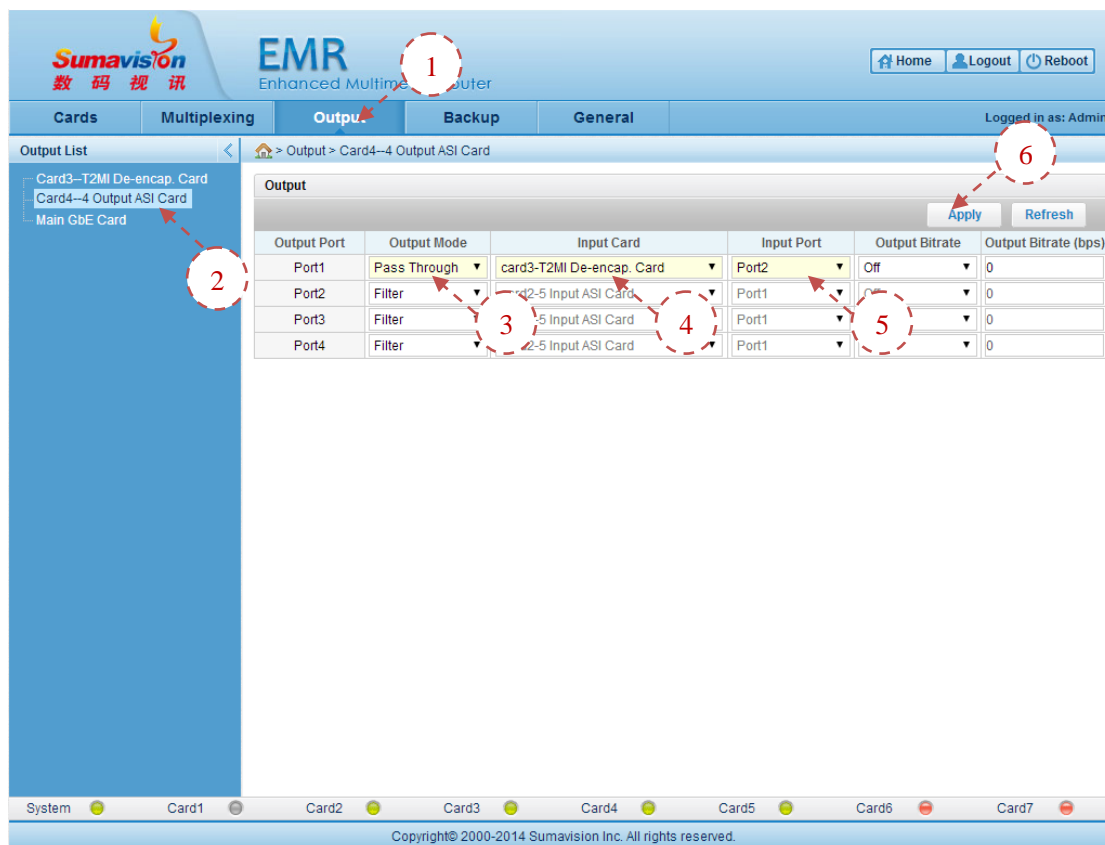 Sumavision
数 码 视 讯
EMR
Enhanced Multime outer
1
Home
Logout
Reboot
Cards
Multiplexing
Output
Backup
General
Logged in as: Admin
Output List
> Output > Card4--4 Output ASI Card
6
Card3--T2MI De-encap. Card
Card4--4 Output ASI Card
Main GbE Card
2
Output
Apply
Refresh
Output Port Output Mode Input Card Input Port Output Bitrate Output Bitrate (bps)
Port1 Pass Through card3-T2MI De-encap. Card Port2 Off 0
Port2 Filter card2-5 Input ASI Card Port1 Off 0
Port3 Filter -5 Input ASI Card Port1 0
Port4 Filter 2-5 Input ASI Card Port1 0
3
4
5
System Card1 Card2 Card3 Card4 Card5 Card6 Card7
Copyright© 2000-2014 Sumavision Inc. All rights reserved.